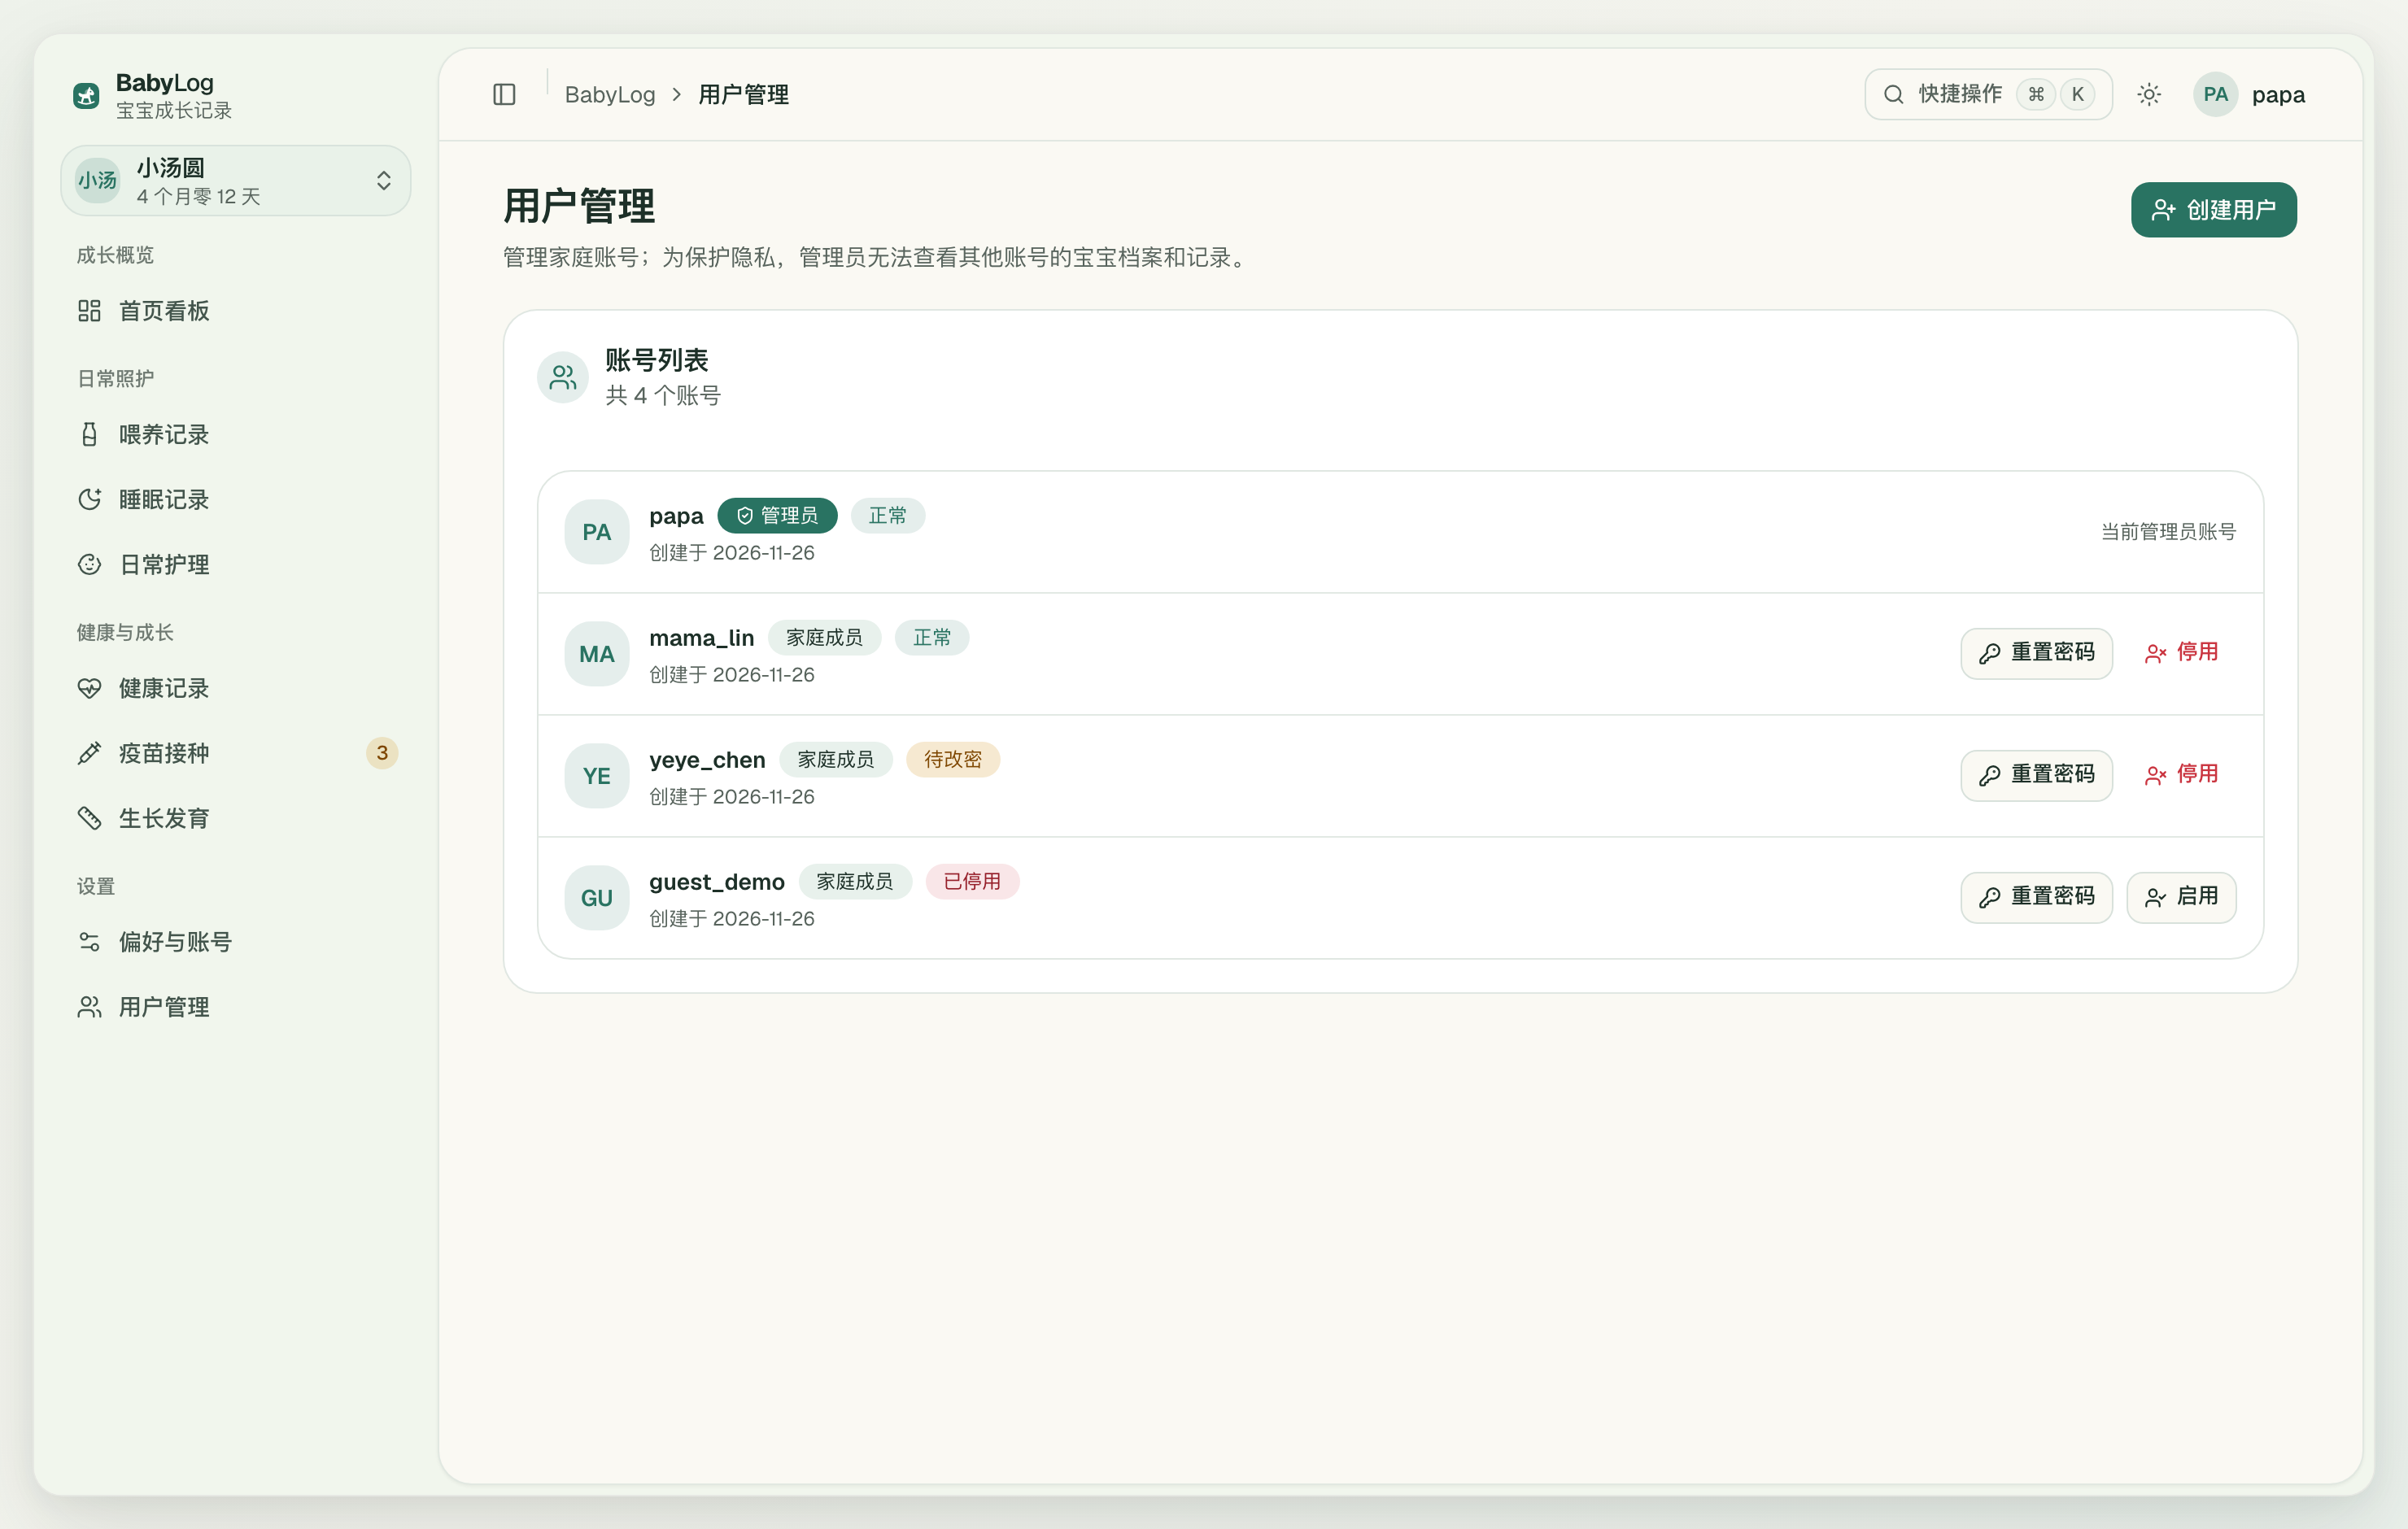 BabyLog
宝宝成长记录
小汤 小汤圆
4 个月零 12 天
成长概览
首页看板
日常照护
喂养记录
睡眠记录
日常护理
健康与成长
健康记录
疫苗接种 3
生长发育
设置
偏好与账号
用户管理
BabyLog 用户管理
快捷操作 ⌘ K PA papa
用户管理
管理家庭账号；为保护隐私，管理员无法查看其他账号的宝宝档案和记录。
创建用户
账号列表
共 4 个账号
PA papa 管理员 正常
创建于 2026-11-26
当前管理员账号
MA mama_lin 家庭成员 正常
创建于 2026-11-26
重置密码 停用
YE yeye_chen 家庭成员 待改密
创建于 2026-11-26
重置密码 停用
GU guest_demo 家庭成员 已停用
创建于 2026-11-26
重置密码 启用